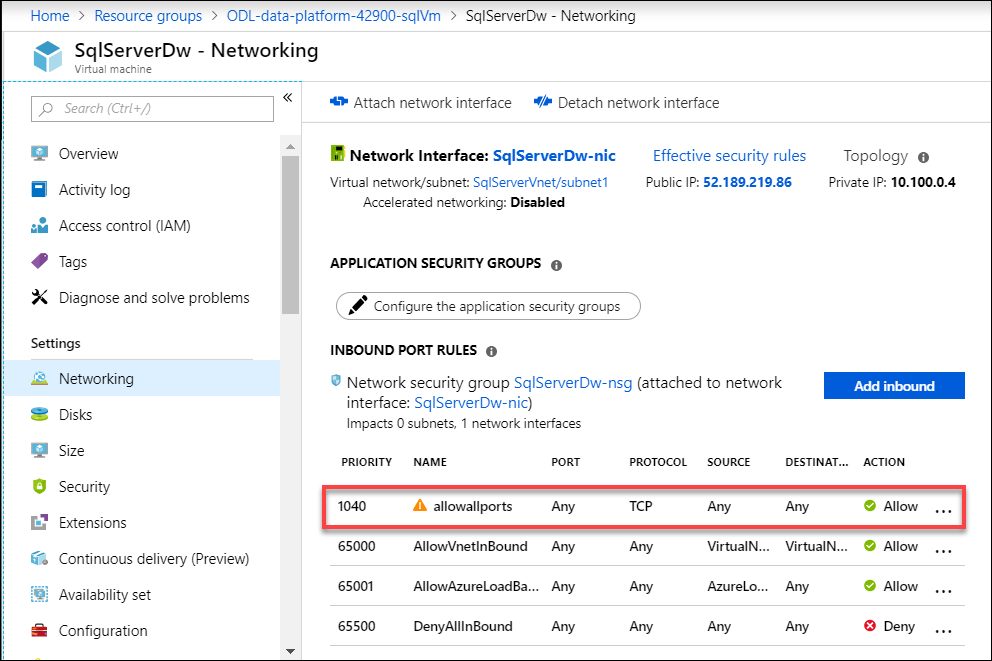 Home > Resource groups > ODL-data-platform-42900-sqlVm > SqlServerDw - Networking
SqlServerDw - Networking
Virtual machine
Search (Ctrl+/)
«
Overview
Activity log
Access control (IAM)
Tags
Diagnose and solve problems
Settings
Networking
Disks
Size
Security
Extensions
Continuous delivery (Preview)
Availability set
Configuration
Attach network interface Detach network interface
Network Interface: SqlServerDw-nic Effective security rules Topology
Virtual network/subnet: SqlServerVnet/subnet1 Public IP: 52.189.219.86 Private IP: 10.100.0.4
Accelerated networking: Disabled
APPLICATION SECURITY GROUPS
Configure the application security groups
INBOUND PORT RULES
Network security group SqlServerDw-nsg (attached to network
interface: SqlServerDw-nic)
Impacts 0 subnets, 1 network interfaces
Add inbound
PRIORITY NAME PORT PROTOCOL SOURCE DESTINAT... ACTION
1040 allowallports Any TCP Any Any Allow ...
65000 AllowVnetInBound Any Any VirtualN... VirtualN... Allow ...
65001 AllowAzureLoadBa... Any Any AzureLo... Any Allow ...
65500 DenyAllInBound Any Any Any Any Deny ...